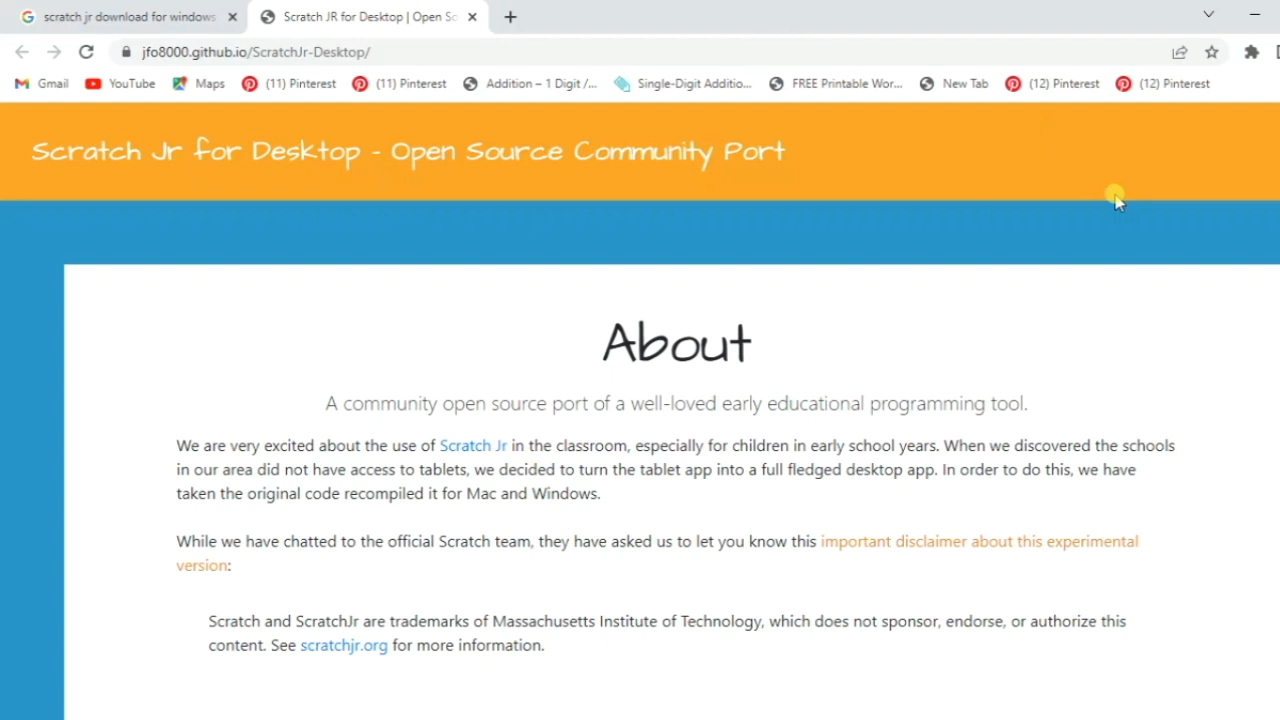 scratch jr download for windows
Scratch JR for Desktop | Open Sc
jfo8000.github.io/ScratchJr-Desktop/
Gmail YouTube Maps (11) Pinterest (11) Pinterest Addition – 1 Digit /... Single-Digit Additio... FREE Printable Wor... New Tab (12) Pinterest (12) Pinterest
Scratch Jr for Desktop - Open Source Community Port
About
A community open source port of a well-loved early educational programming tool.
We are very excited about the use of Scratch Jr in the classroom, especially for children in early school years. When we discovered the schools
in our area did not have access to tablets, we decided to turn the tablet app into a full fledged desktop app. In order to do this, we have
taken the original code recompiled it for Mac and Windows.
While we have chatted to the official Scratch team, they have asked us to let you know this important disclaimer about this experimental
version:
Scratch and ScratchJr are trademarks of Massachusetts Institute of Technology, which does not sponsor, endorse, or authorize this
content. See scratchjr.org for more information.